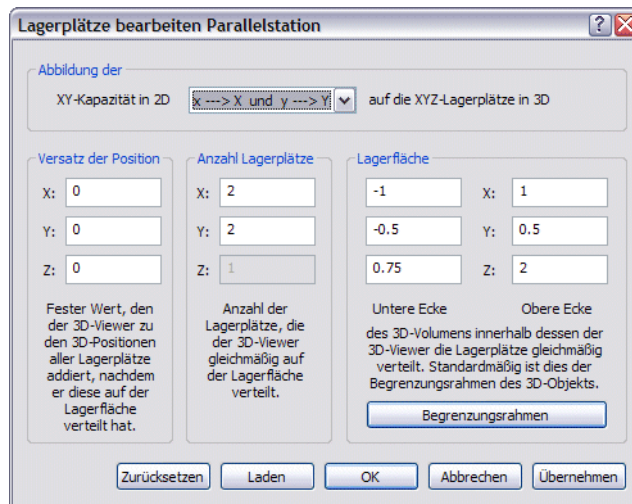 Lagerplätze bearbeiten Parallelstation
Abbildung der
XY-Kapazität in 2D
x ---> X und y ---> Y
auf die XYZ-Lagerplätze in 3D
Versatz der Position
X: 0
Y: 0
Z: 0
Fester Wert, den
der 3D-Viewer zu
den 3D-Positionen
aller Lagerplätze
addiert, nachdem
er diese auf der
Lagerfläche
verteilt hat.
Anzahl Lagerplätze
X: 2
Y: 2
Z: 1
Anzahl der
Lagerplätze, die
der 3D-Viewer
gleichmäßig auf
der Lagerfläche
verteilt.
Lagerfläche
-1 X: 1
-0.5 Y: 0.5
0.75 Z: 2
Untere Ecke Obere Ecke
des 3D-Volumens innerhalb dessen der
3D-Viewer die Lagerplätze gleichmäßig
verteilt. Standardmäßig ist dies der
Begrenzungsrahmen des 3D-Objekts.
Begrenzungsrahmen
Zurücksetzen Laden OK Abbrechen Übernehmen